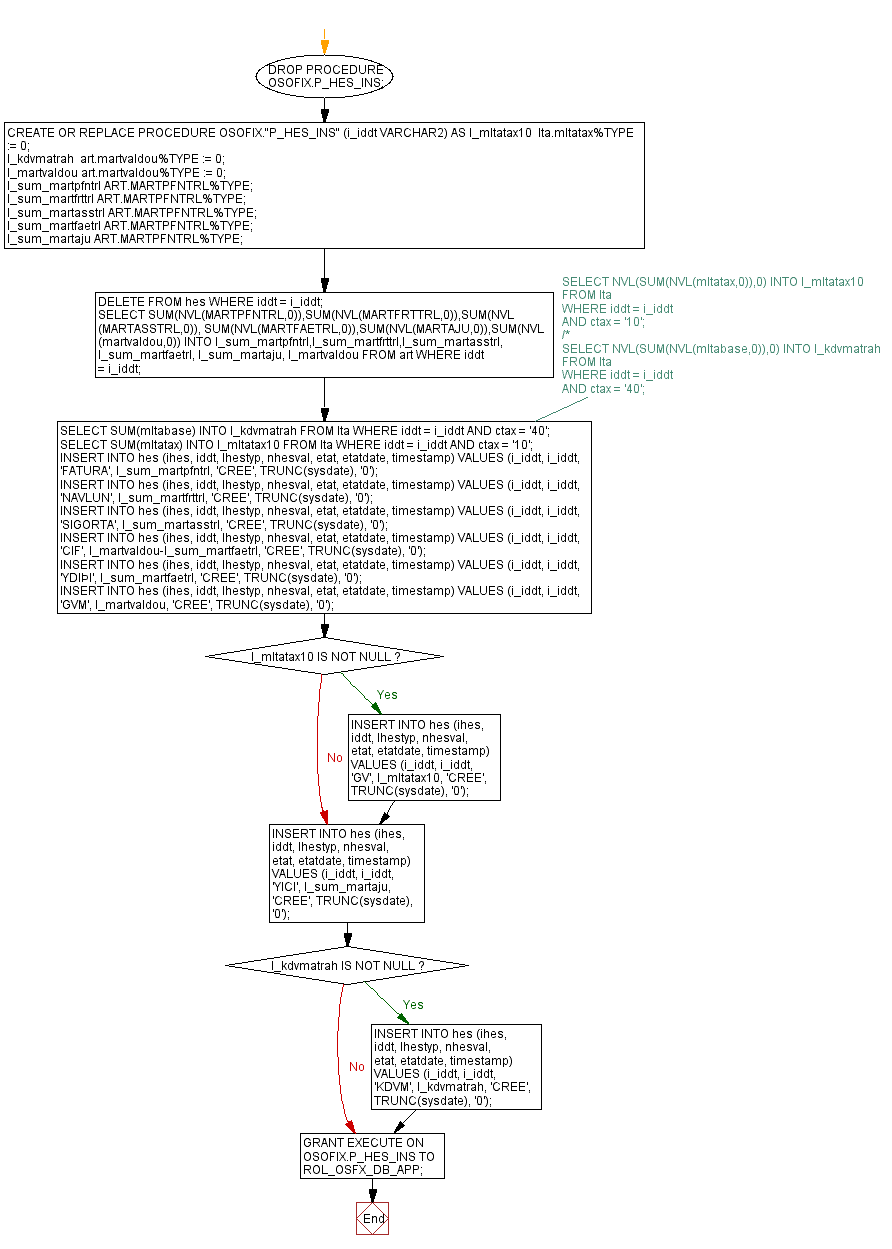 DROP PROCEDURE
OSOFIX.P_HES_INS;
CREATE OR REPLACE PROCEDURE OSOFIX."P_HES_INS" (i_iddt VARCHAR2) AS l_mltatax10  lta.mltatax%TYPE
:= 0;
l_kdvmatrah  art.martvaldou%TYPE := 0;
l_martvaldou art.martvaldou%TYPE := 0;
l_sum_martpfntrl ART.MARTPFNTRL%TYPE;
l_sum_martfrttrl ART.MARTPFNTRL%TYPE;
l_sum_martasstrl ART.MARTPFNTRL%TYPE;
l_sum_martfaetrl ART.MARTPFNTRL%TYPE;
l_sum_martaju ART.MARTPFNTRL%TYPE;
SELECT NVL(SUM(NVL(mltatax,0)),0) INTO l_mltatax10
FROM lta
WHERE iddt = i_iddt
AND ctax = '10';
/*
SELECT NVL(SUM(NVL(mltabase,0)),0) INTO l_kdvmatrah
FROM lta
WHERE iddt = i_iddt
AND ctax = '40';
DELETE FROM hes WHERE iddt = i_iddt;
SELECT SUM(NVL(MARTPFNTRL,0)),SUM(NVL(MARTFRTTRL,0)),SUM(NVL
(MARTASSTRL,0)), SUM(NVL(MARTFAETRL,0)),SUM(NVL(MARTAJU,0)),SUM(NVL
(martvaldou,0)) INTO l_sum_martpfntrl,l_sum_martfrttrl,l_sum_martasstrl,
l_sum_martfaetrl, l_sum_martaju, l_martvaldou FROM art WHERE iddt
= i_iddt;
SELECT SUM(mltabase) INTO l_kdvmatrah FROM lta WHERE iddt = i_iddt AND ctax = '40';
SELECT SUM(mltatax) INTO l_mltatax10 FROM lta WHERE iddt = i_iddt AND ctax = '10';
INSERT INTO hes (ihes, iddt, lhestyp, nhesval, etat, etatdate, timestamp) VALUES (i_iddt, i_iddt,
'FATURA', l_sum_martpfntrl, 'CREE', TRUNC(sysdate), '0');
INSERT INTO hes (ihes, iddt, lhestyp, nhesval, etat, etatdate, timestamp) VALUES (i_iddt, i_iddt,
'NAVLUN', l_sum_martfrttrl, 'CREE', TRUNC(sysdate), '0');
INSERT INTO hes (ihes, iddt, lhestyp, nhesval, etat, etatdate, timestamp) VALUES (i_iddt, i_iddt,
'SIGORTA', l_sum_martasstrl, 'CREE', TRUNC(sysdate), '0');
INSERT INTO hes (ihes, iddt, lhestyp, nhesval, etat, etatdate, timestamp) VALUES (i_iddt, i_iddt,
'CIF', l_martvaldou-l_sum_martfaetrl, 'CREE', TRUNC(sysdate), '0');
INSERT INTO hes (ihes, iddt, lhestyp, nhesval, etat, etatdate, timestamp) VALUES (i_iddt, i_iddt,
'YDIÞI', l_sum_martfaetrl, 'CREE', TRUNC(sysdate), '0');
INSERT INTO hes (ihes, iddt, lhestyp, nhesval, etat, etatdate, timestamp) VALUES (i_iddt, i_iddt,
'GVM', l_martvaldou, 'CREE', TRUNC(sysdate), '0');
l_mltatax10 IS NOT NULL ?
Yes
No
INSERT INTO hes (ihes,
iddt, lhestyp, nhesval,
etat, etatdate, timestamp)
VALUES (i_iddt, i_iddt,
'GV', l_mltatax10, 'CREE',
TRUNC(sysdate), '0');
INSERT INTO hes (ihes,
iddt, lhestyp, nhesval,
etat, etatdate, timestamp)
VALUES (i_iddt, i_iddt,
'YICI', l_sum_martaju,
'CREE', TRUNC(sysdate),
'0');
l_kdvmatrah IS NOT NULL ?
Yes
No
INSERT INTO hes (ihes,
iddt, lhestyp, nhesval,
etat, etatdate, timestamp)
VALUES (i_iddt, i_iddt,
'KDVM', l_kdvmatrah, 'CREE',
TRUNC(sysdate), '0');
GRANT EXECUTE ON
OSOFIX.P_HES_INS TO
ROL_OSFX_DB_APP;
End